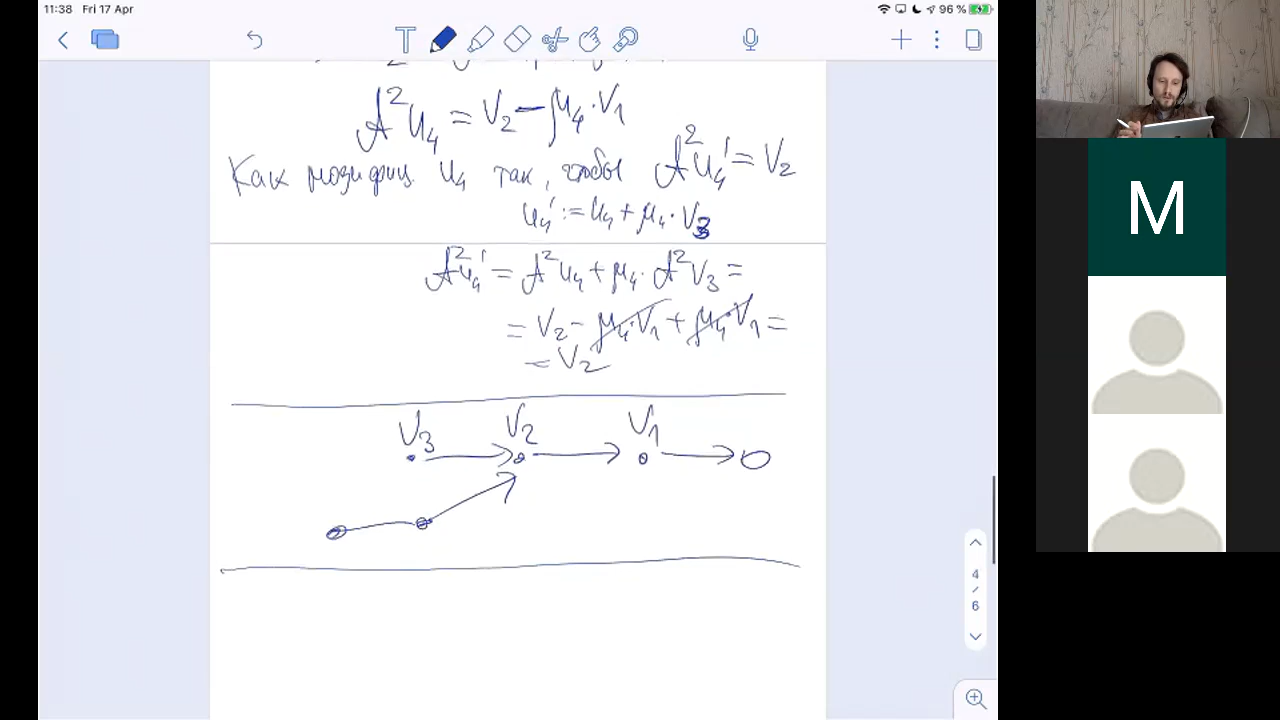 11:38 Fri 17 Apr
96 %
T
𝒜²u₄ = V₂ − μ₄·V₁
Как модифиц. u₄ так, чтобы 𝒜²u₄' = V₂
u₄' := u₄ + μ₄·V₃
𝒜²u₄' = 𝒜²u₄ + μ₄·𝒜²V₃ =
= V₂ − μ₄·V₁ + μ₄·V₁ =
= V₂
V₃ V₂ V₁
0
4
/
6
M